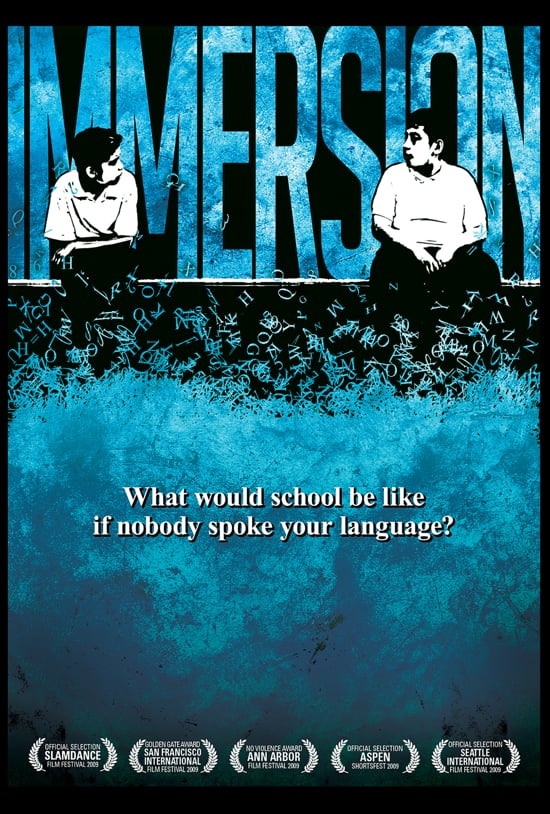 IMMERSION
What would school be like
if nobody spoke your language?
OFFICIAL SELECTION
SLAMDANCE
FILM FESTIVAL 2009
GOLDEN GATE AWARD
SAN FRANCISCO
INTERNATIONAL
FILM FESTIVAL 2009
NO VIOLENCE AWARD
ANN ARBOR
FILM FESTIVAL 2009
OFFICIAL SELECTION
ASPEN
SHORTSFEST 2009
OFFICIAL SELECTION
SEATTLE
INTERNATIONAL
FILM FESTIVAL 2009